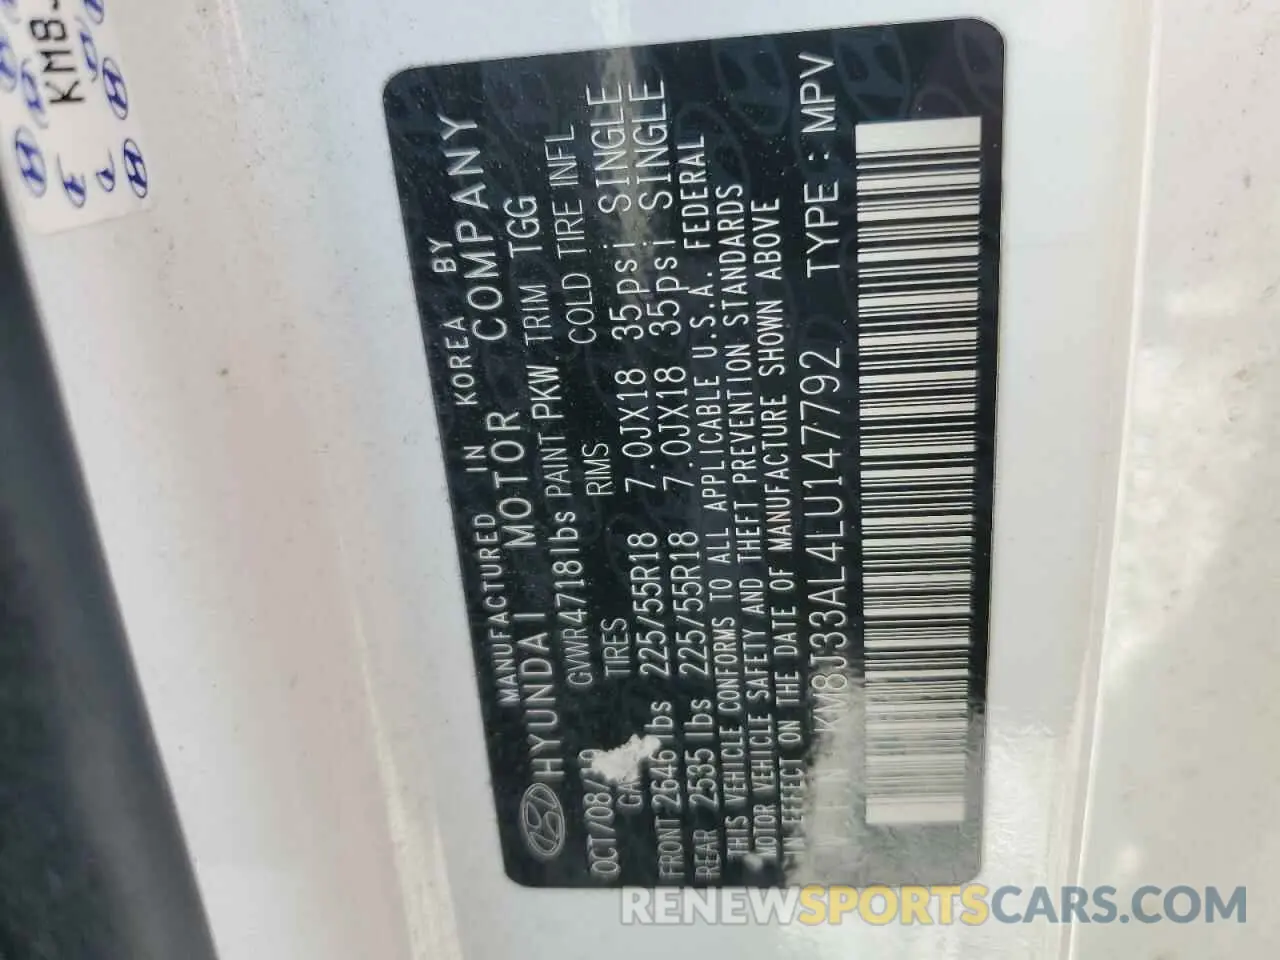 MANUFACTURED IN KOREA BY
HYUNDAI MOTOR COMPANY
OCT/08/ GVWR4718lbs PAINT PKW TRIM TGG
TIRES RIMS COLD TIRE INFL
FRONT 2646 lbs 225/55R18 7.0JX18 35psi SINGLE
REAR 2535 lbs 225/55R18 7.0JX18 35psi SINGLE
THIS VEHICLE CONFORMS TO ALL APPLICABLE U.S.A. FEDERAL
MOTOR VEHICLE SAFETY AND THEFT PREVENTION STANDARDS
IN EFFECT ON THE DATE OF MANUFACTURE SHOWN ABOVE
KM8J33AL4LU147792 TYPE : MPV
KM8J
RENEWSPORTSCARS.COM